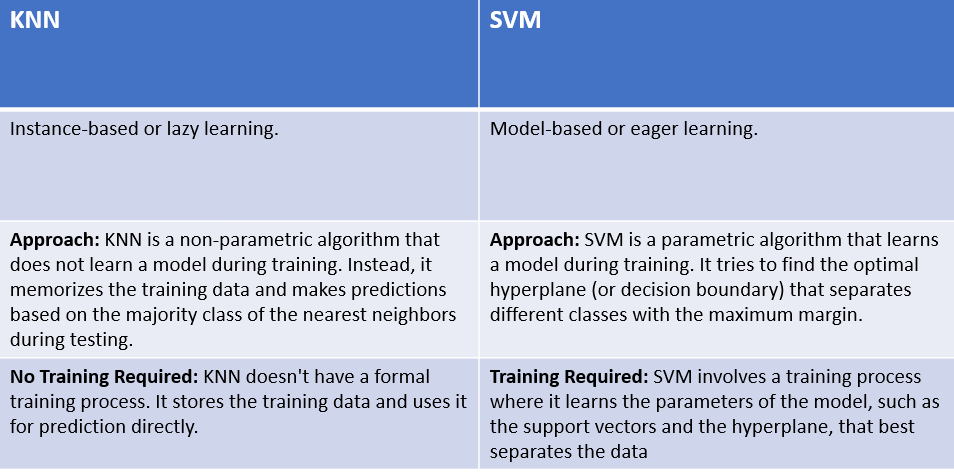 KNN
SVM
Instance-based or lazy learning.
Model-based or eager learning.
Approach: KNN is a non-parametric algorithm that
does not learn a model during training. Instead, it
memorizes the training data and makes predictions
based on the majority class of the nearest neighbors
during testing.
Approach: SVM is a parametric algorithm that learns
a model during training. It tries to find the optimal
hyperplane (or decision boundary) that separates
different classes with the maximum margin.
No Training Required: KNN doesn't have a formal
training process. It stores the training data and uses it
for prediction directly.
Training Required: SVM involves a training process
where it learns the parameters of the model, such as
the support vectors and the hyperplane, that best
separates the data